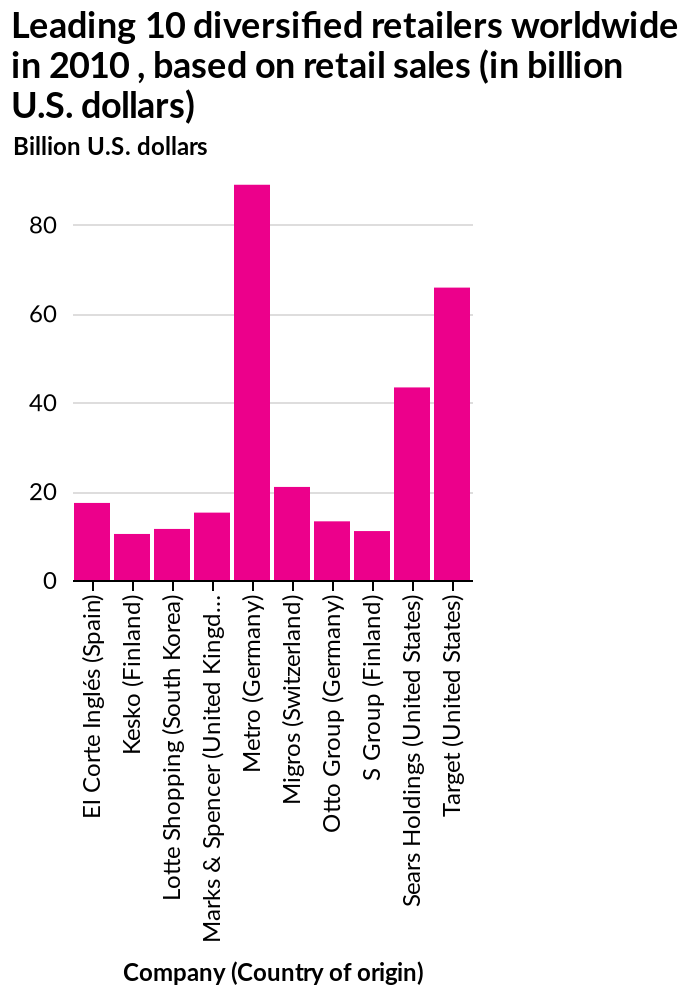 Leading 10 diversified retailers worldwide
in 2010 , based on retail sales (in billion
U.S. dollars)
Billion U.S. dollars
80
60
40
20
0
El Corte Inglés (Spain)
Kesko (Finland)
Lotte Shopping (South Korea)
Marks & Spencer (United Kingd…
Metro (Germany)
Migros (Switzerland)
Otto Group (Germany)
S Group (Finland)
Sears Holdings (United States)
Target (United States)
Company (Country of origin)